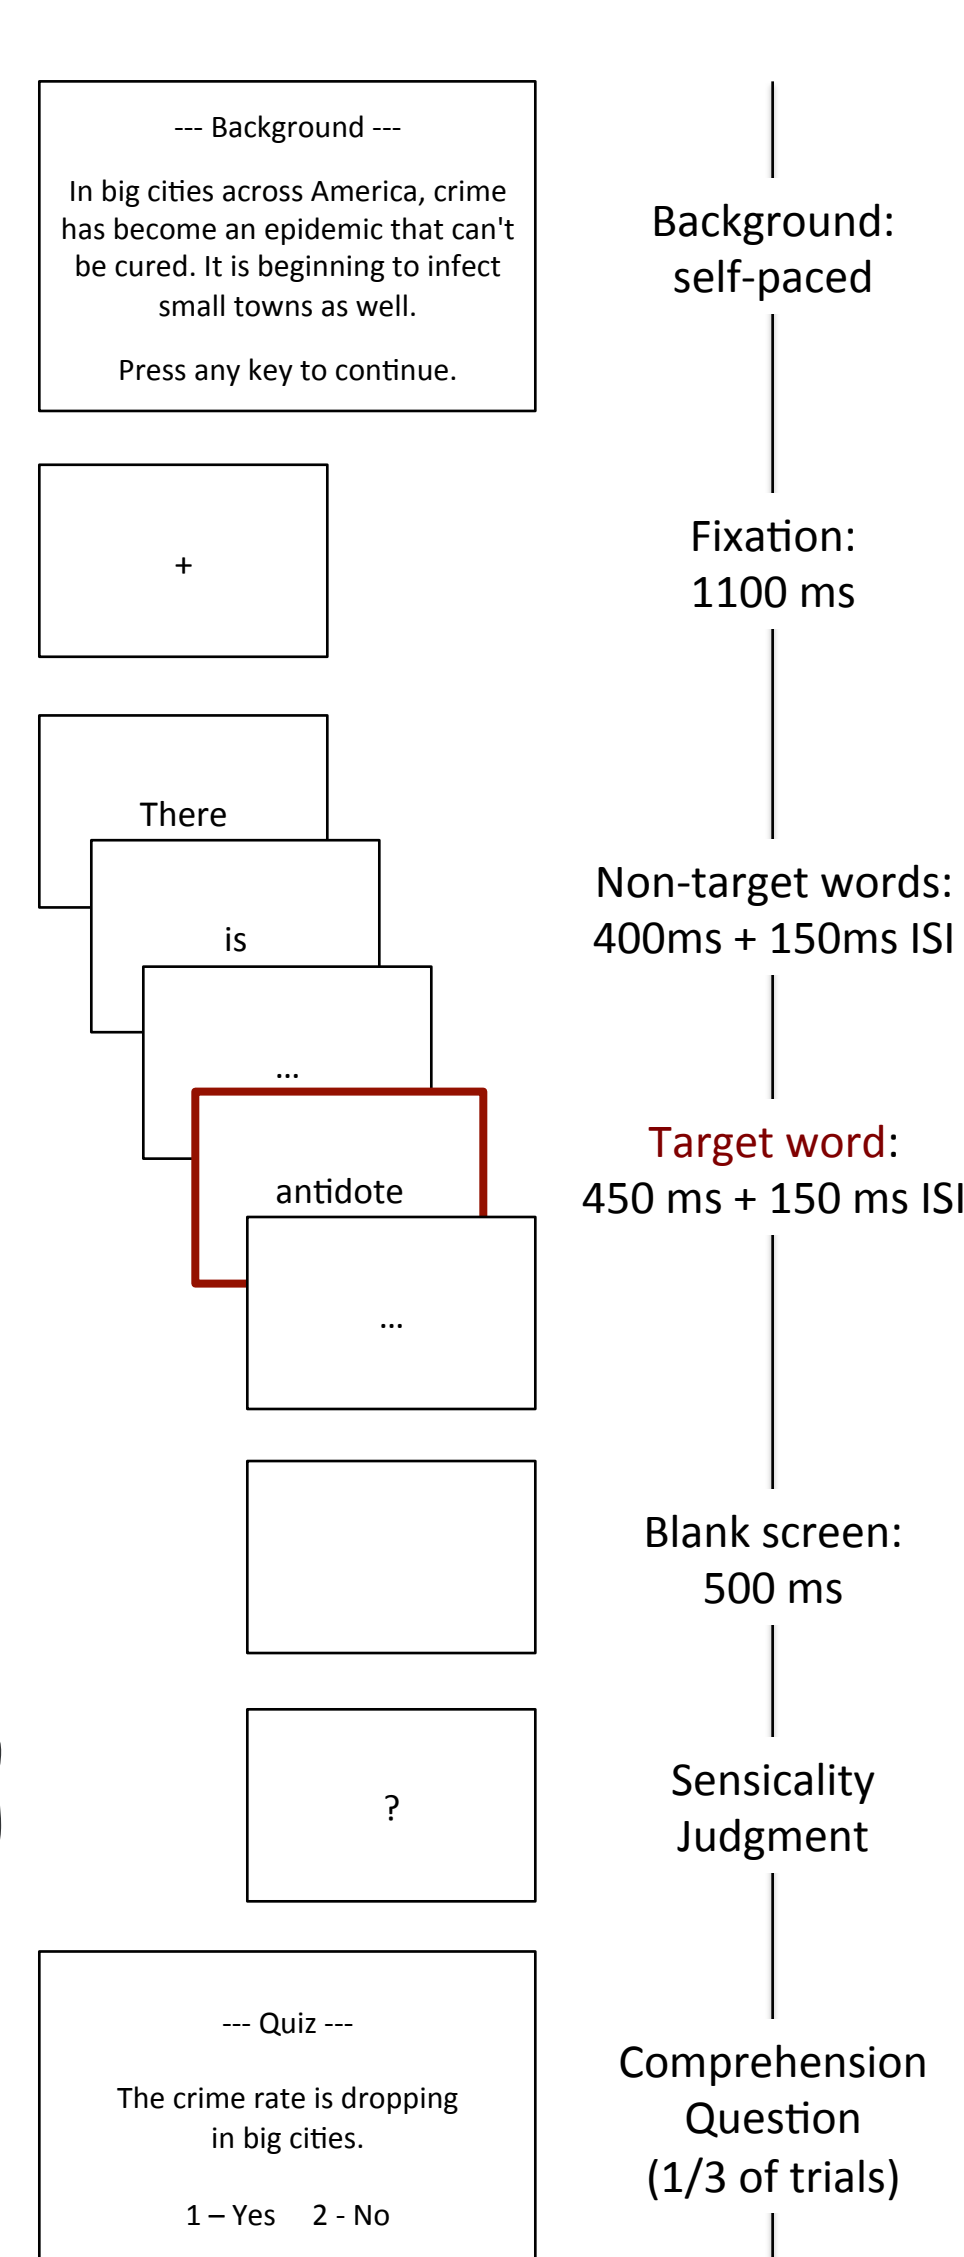 --- Background ---
In big cities across America, crime
has become an epidemic that can't
be cured. It is beginning to infect
small towns as well.
Press any key to continue.
Background:
self-paced
+
Fixation:
1100 ms
There
is
...
antidote
...
Non-target words:
400ms + 150ms ISI
Target word:
450 ms + 150 ms ISI
Blank screen:
500 ms
?
Sensicality
Judgment
--- Quiz ---
The crime rate is dropping
in big cities.
1 – Yes 2 - No
Comprehension
Question
(1/3 of trials)